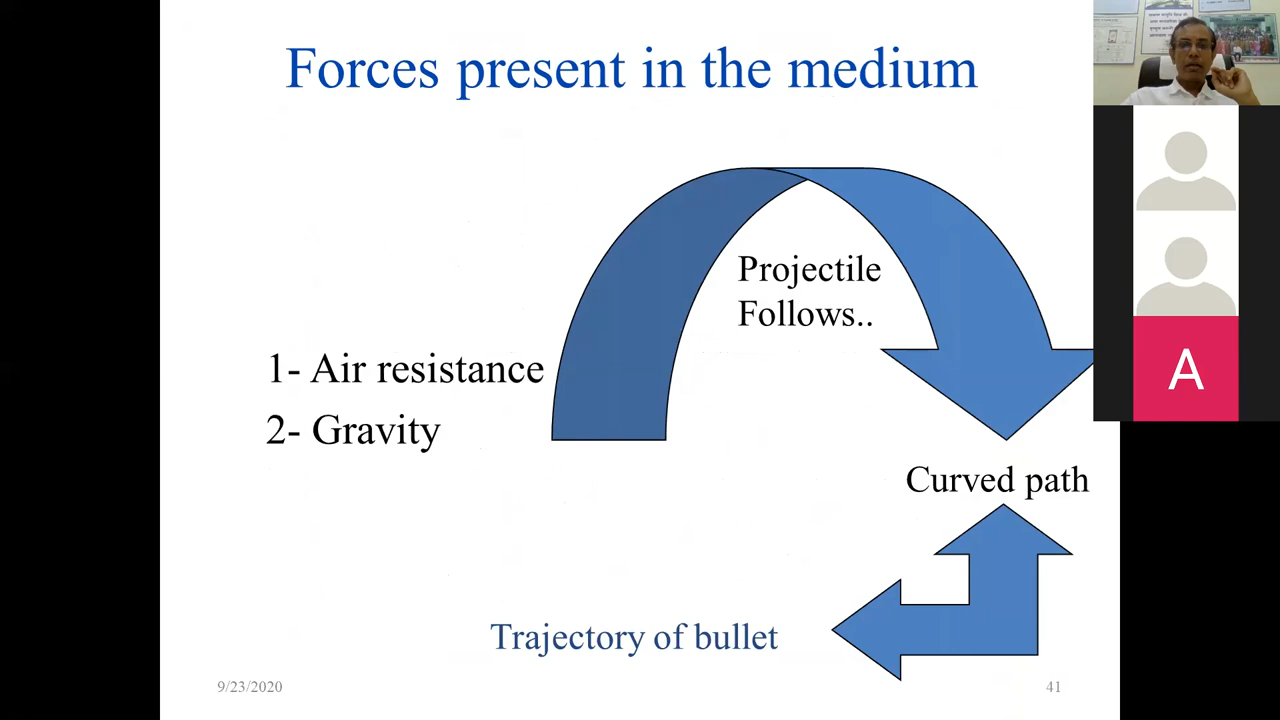 Forces present in the medium
Projectile
Follows..
1- Air resistance
2- Gravity
Curved path
Trajectory of bullet
9/23/2020
41
A